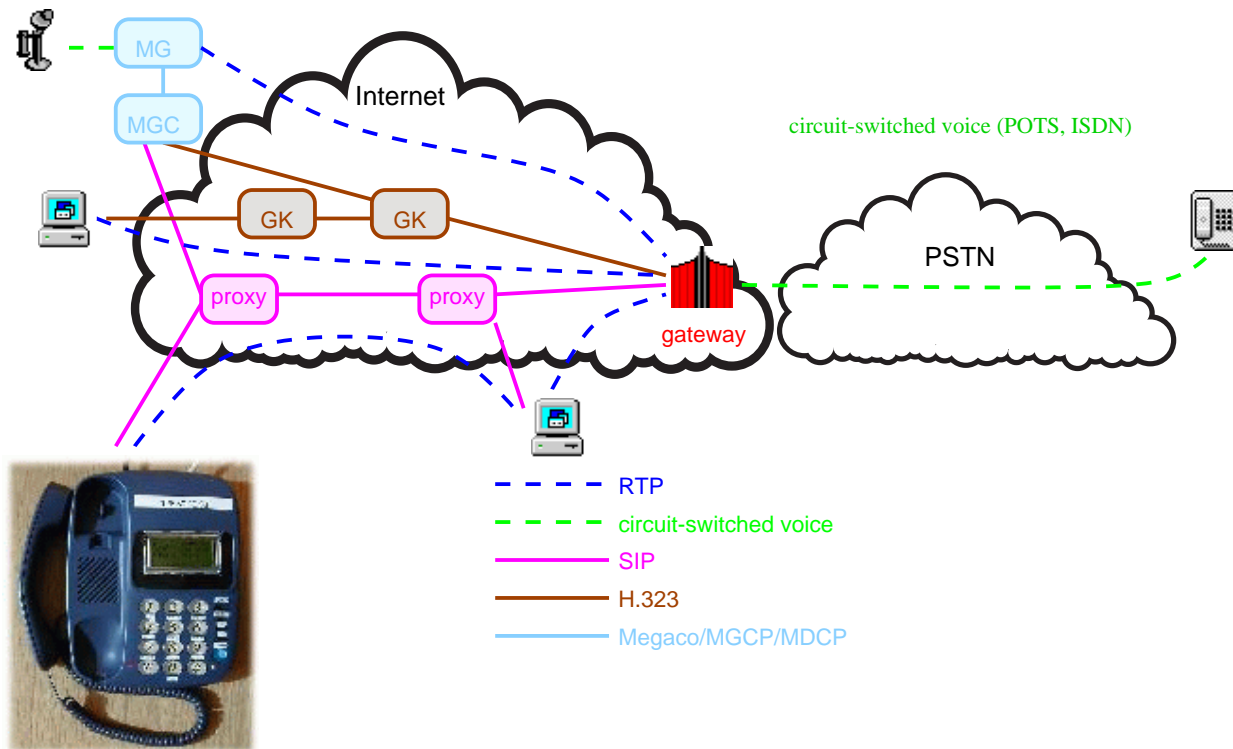 MG
Internet
MGC
circuit-switched voice (POTS, ISDN)
GK
GK
PSTN
proxy
proxy
gateway
RTP
circuit-switched voice
SIP
H.323
Megaco/MGCP/MDCP